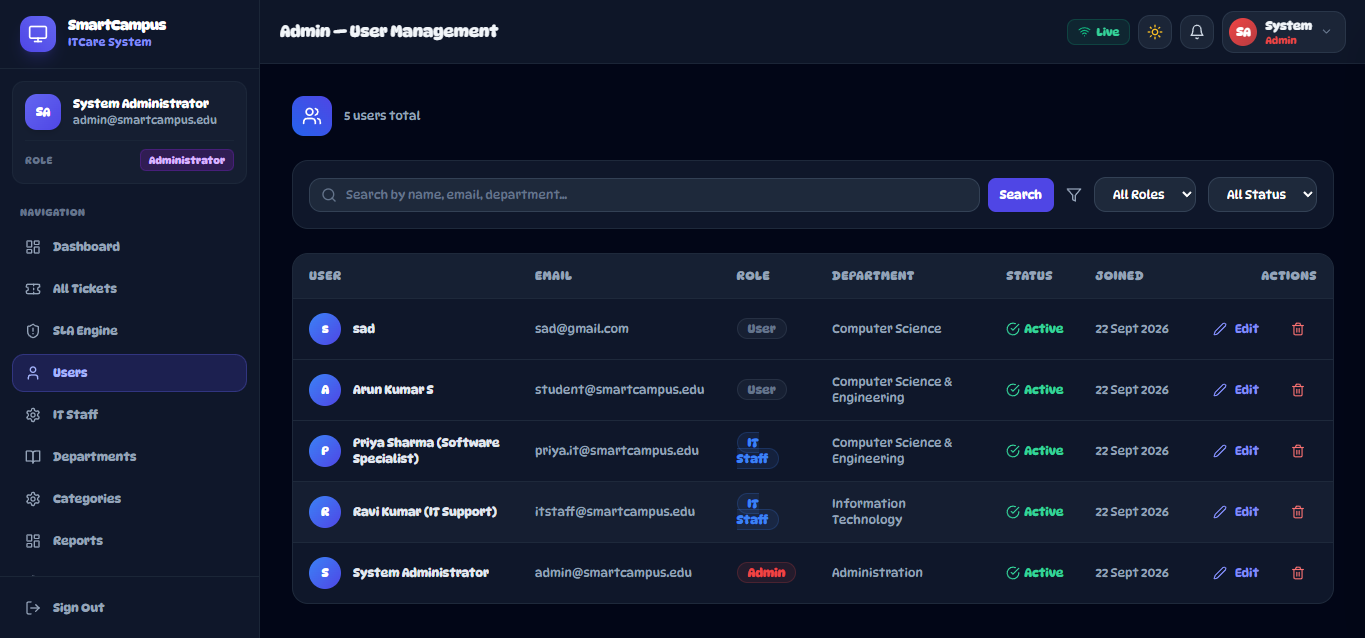 SmartCampus
ITCare System
SA
System Administrator
admin@smartcampus.edu
ROLE
Administrator
NAVIGATION
Dashboard
All Tickets
SLA Engine
Users
IT Staff
Departments
Categories
Reports
Sign Out
Admin — User Management
Live
SA
System
Admin
5 users total
Search by name, email, department...
Search
All Roles
All Status
USER EMAIL ROLE DEPARTMENT STATUS JOINED ACTIONS
s sad sad@gmail.com User Computer Science Active 22 Sept 2026 Edit
A Arun Kumar S student@smartcampus.edu User Computer Science &
Engineering Active 22 Sept 2026 Edit
P Priya Sharma (Software
Specialist) priya.it@smartcampus.edu IT
Staff Computer Science &
Engineering Active 22 Sept 2026 Edit
R Ravi Kumar (IT Support) itstaff@smartcampus.edu IT
Staff Information
Technology Active 22 Sept 2026 Edit
S System Administrator admin@smartcampus.edu Admin Administration Active 22 Sept 2026 Edit